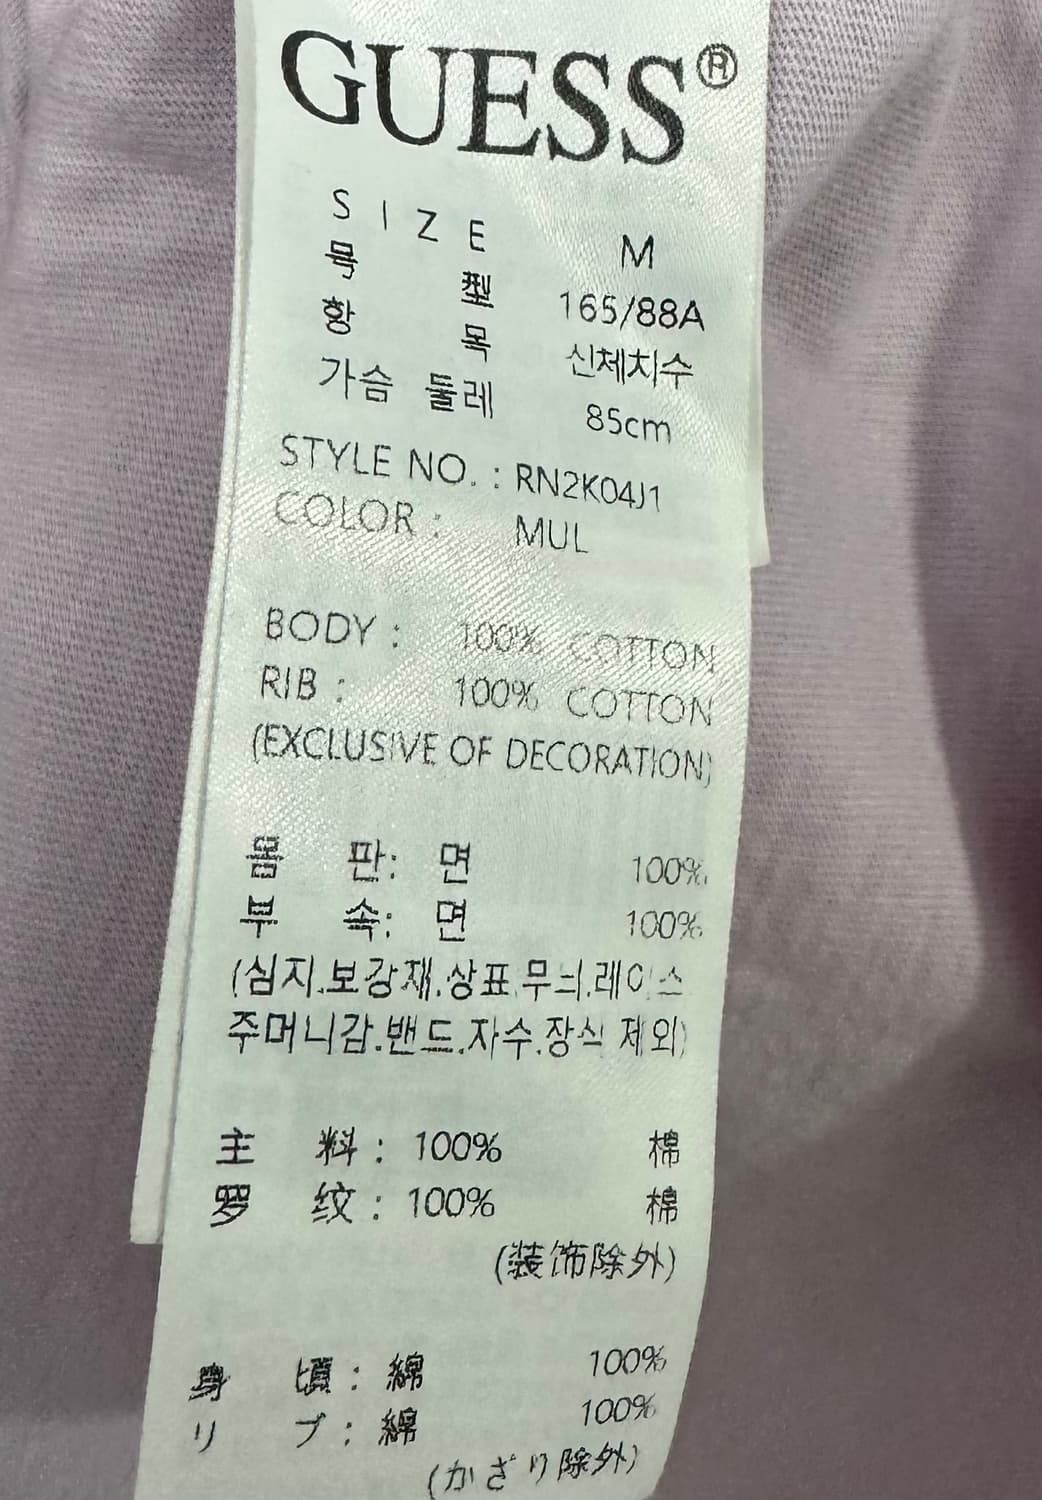 GUESS®
SIZE M
号 型 165/88A
항 목 신체치수
가슴 둘레 85cm
STYLE NO.: RN2K04J1
COLOR: MUL
BODY: 100% COTTON
RIB: 100% COTTON
(EXCLUSIVE OF DECORATION)
몸 판: 면 100%
부 속: 면 100%
(심지.보강재.상표.무늬.레이스
주머니감.밴드.자수.장식 제외)
主 料: 100% 棉
罗 纹: 100% 棉
(装饰除外)
身 頃: 綿 100%
リ ブ: 綿 100%
(かざり除外)